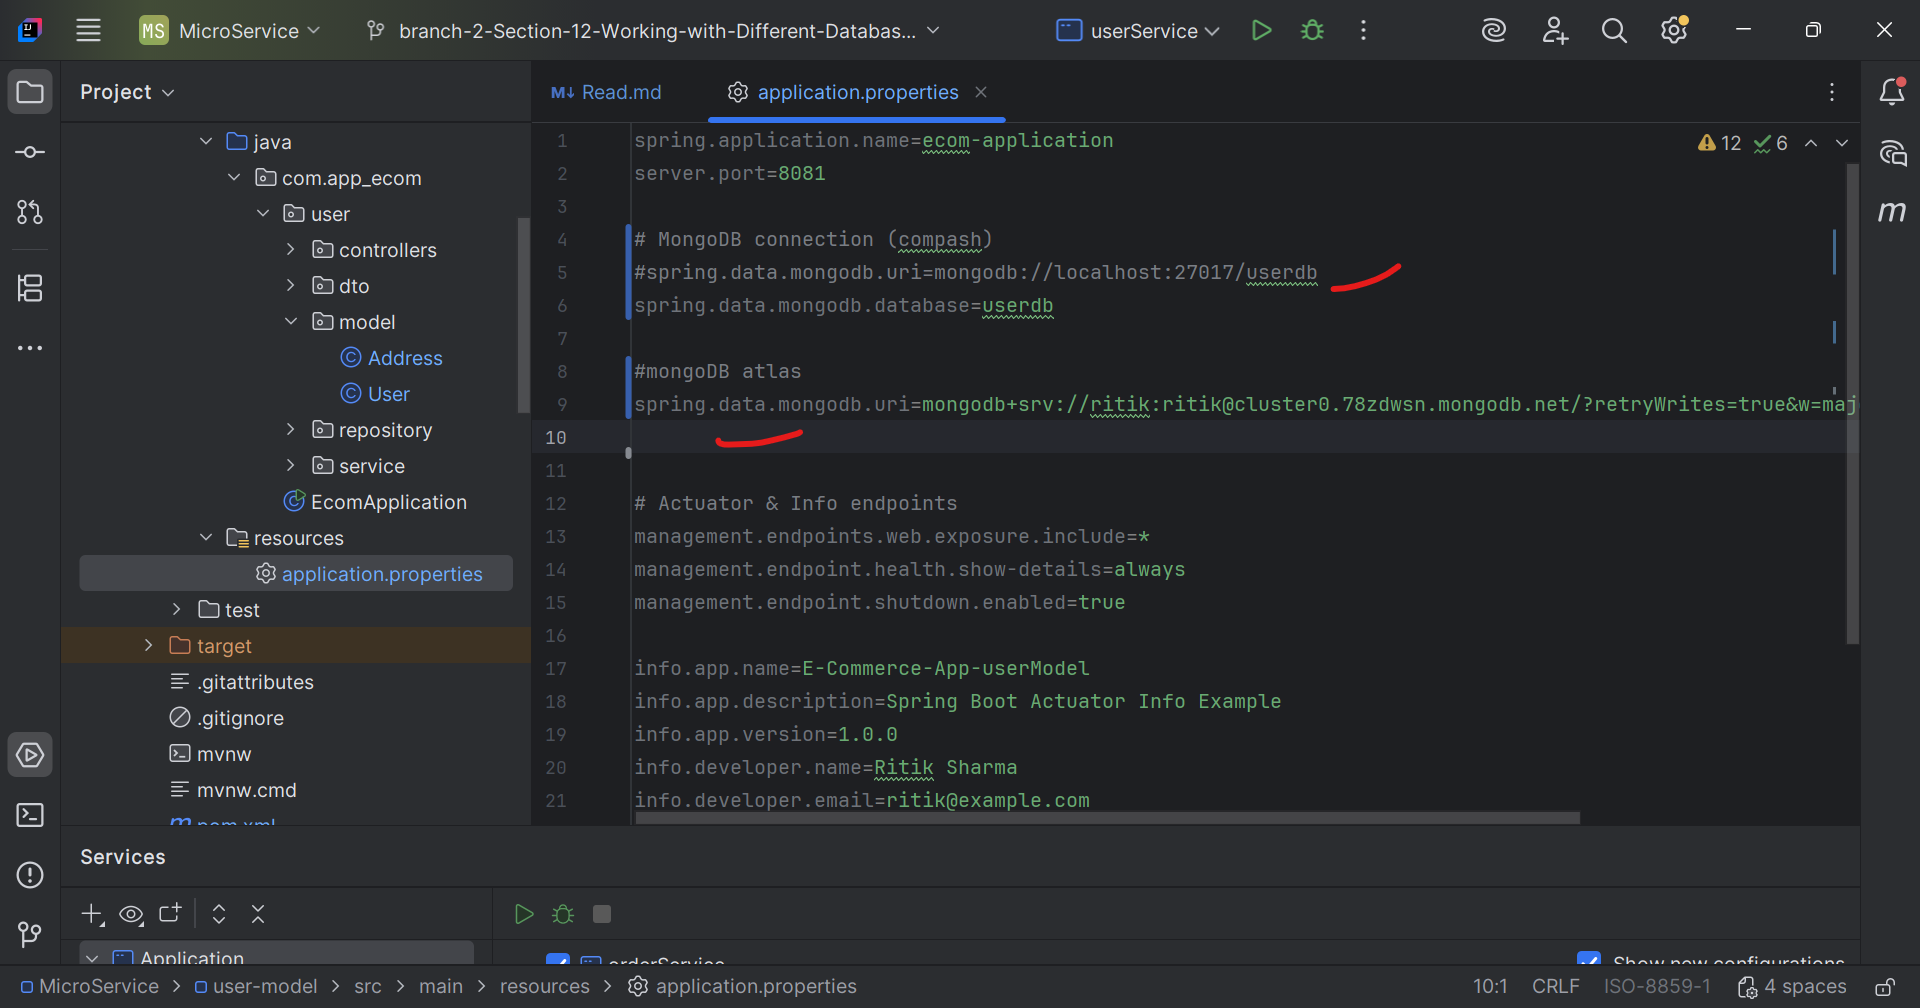 MS MicroService
branch-2-Section-12-Working-with-Different-Databas...
userService
Project
Read.md
application.properties
java
com.app_ecom
user
controllers
dto
model
Address
User
repository
service
EcomApplication
resources
application.properties
test
target
.gitattributes
.gitignore
mvnw
mvnw.cmd
pom.xml
12 6
1 spring.application.name=ecom-application
2 server.port=8081
3
4 # MongoDB connection (compash)
5 #spring.data.mongodb.uri=mongodb://localhost:27017/userdb
6 spring.data.mongodb.database=userdb
7
8 #mongoDB atlas
9 spring.data.mongodb.uri=mongodb+srv://ritik:ritik@cluster0.78zdwsn.mongodb.net/?retryWrites=true&w=maj
10
11
12 # Actuator & Info endpoints
13 management.endpoints.web.exposure.include=*
14 management.endpoint.health.show-details=always
15 management.endpoint.shutdown.enabled=true
16
17 info.app.name=E-Commerce-App-userModel
18 info.app.description=Spring Boot Actuator Info Example
19 info.app.version=1.0.0
20 info.developer.name=Ritik Sharma
21 info.developer.email=ritik@example.com
Services
Application
orderService
Show new configurations
MicroService > user-model > src > main > resources > application.properties
10:1 CRLF ISO-8859-1 4 spaces